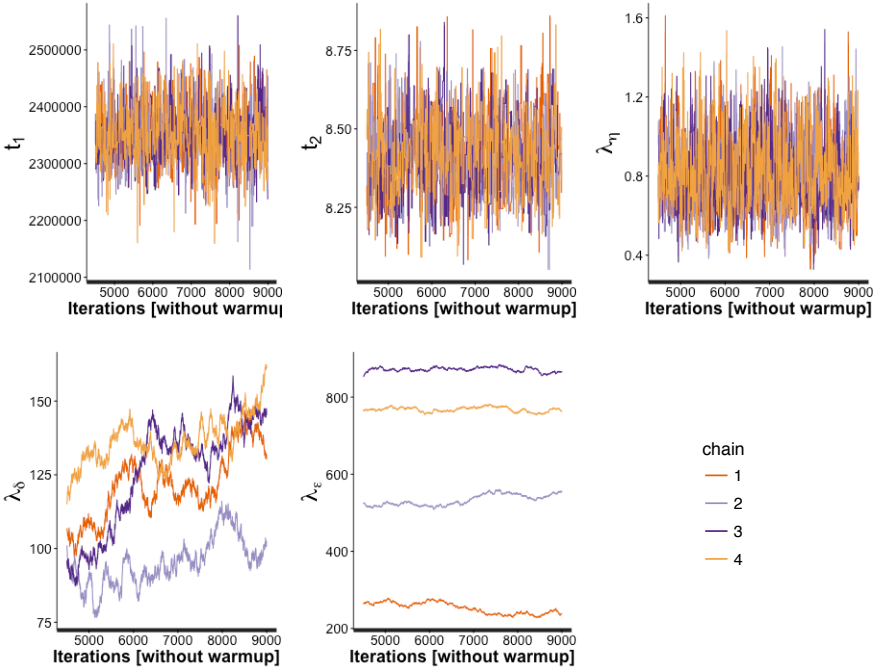 2500000
2400000
2300000
2200000
2100000
t1
5000 6000 7000 8000 9000
Iterations [without warmup
8.75
8.50
8.25
t2
5000 6000 7000 8000 9000
Iterations [without warmup]
1.6
1.2
0.8
0.4
λη
5000 6000 7000 8000 9000
Iterations [without warmup]
150
125
100
75
λδ
5000 6000 7000 8000 9000
Iterations [without warmup]
800
600
400
200
λε
5000 6000 7000 8000 9000
Iterations [without warmup]
chain
1
2
3
4